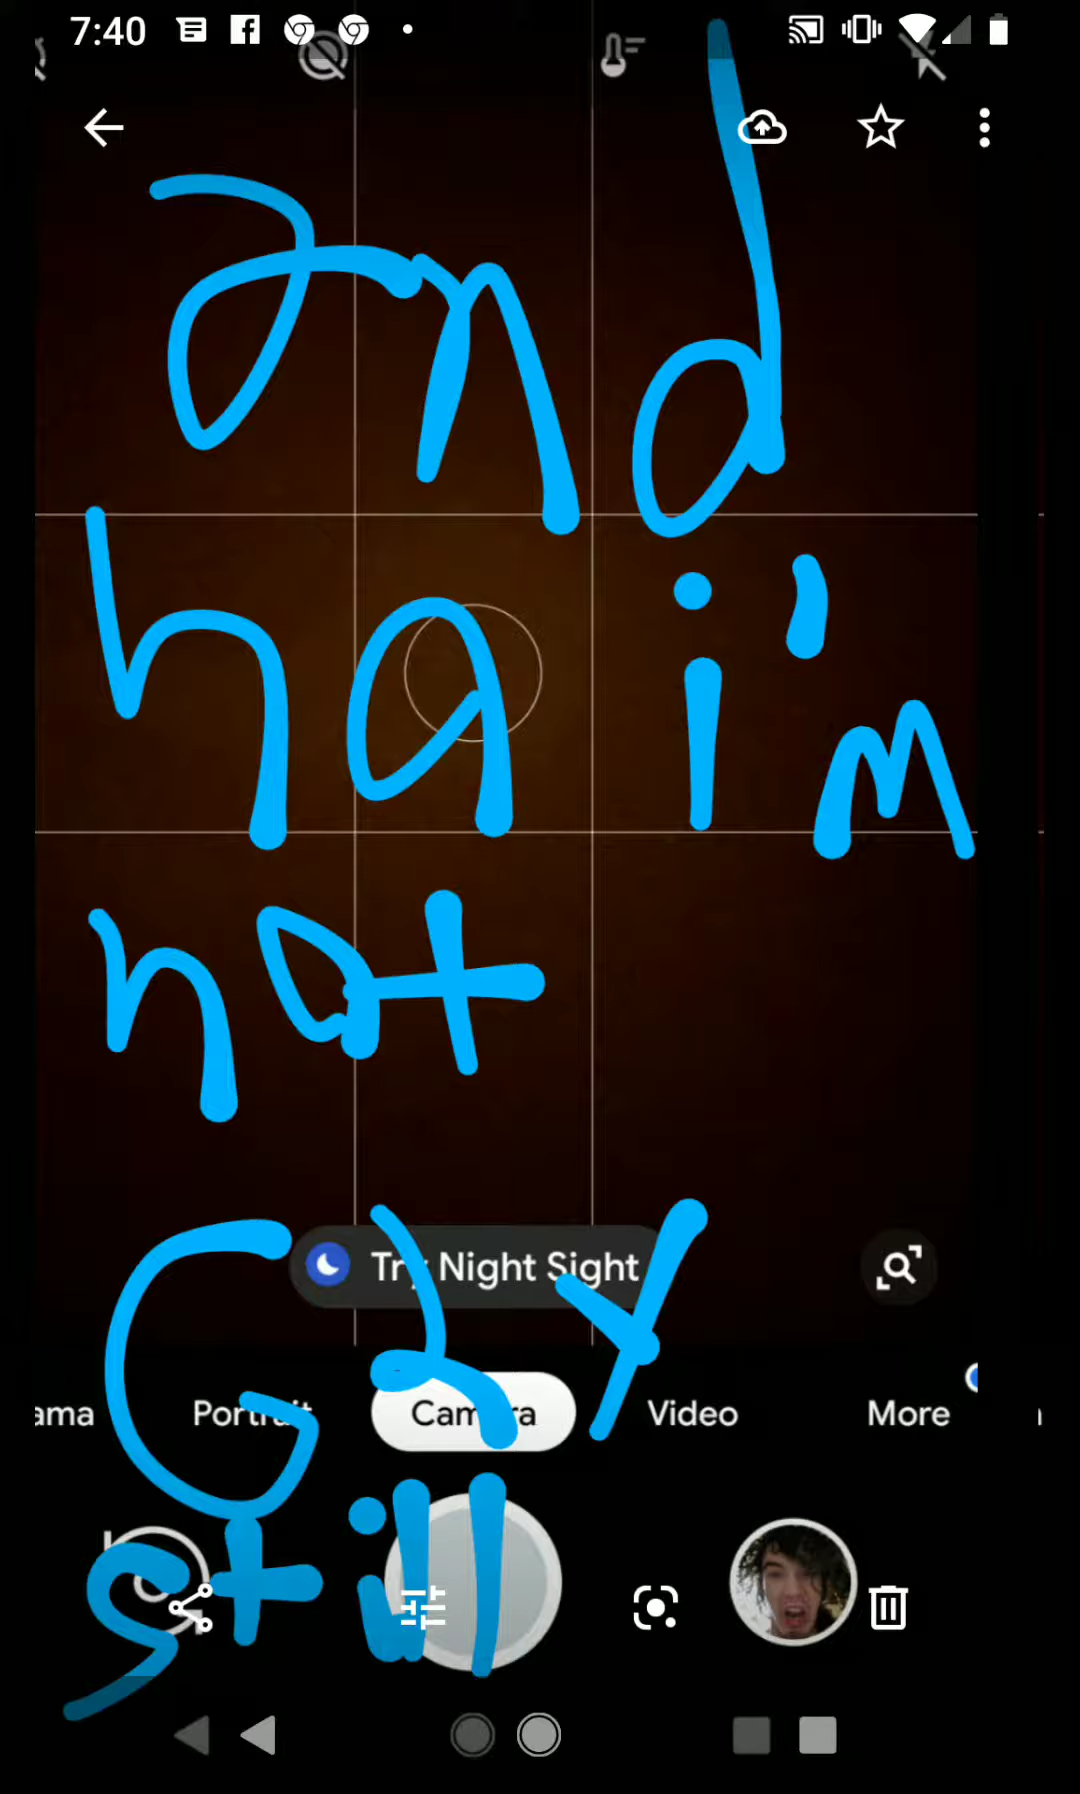 7:40
and
ha i'm
not
Try Night Sight
Gay
ama Portrait Camera Video More
still